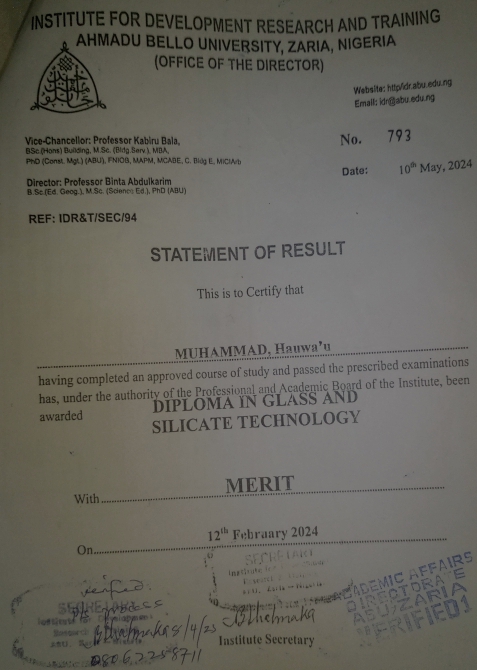 INSTITUTE FOR DEVELOPMENT RESEARCH AND TRAINING
AHMADU BELLO UNIVERSITY, ZARIA, NIGERIA
(OFFICE OF THE DIRECTOR)
Website: http/idr.abu.edu.ng
Email: idr@abu.edu.ng
Vice-Chancellor: Professor Kabiru Bala,
BSc.(Hons) Building, M.Sc. (Bldg.Serv.), MBA,
PhD (Const. Mgt.) (ABU), FNIOB, MAPM, MCABE, C. Bldg E, MICIArb
No. 793
Date: 10th May, 2024
Director: Professor Binta Abdulkarim
B.Sc.(Ed. Geog.), M.Sc. (Science Ed.), PhD (ABU)
REF: IDR&T/SEC/94
STATEMENT OF RESULT
This is to Certify that
MUHAMMAD, Hauwa'u
having completed an approved course of study and passed the prescribed examinations
has, under the authority of the Professional and Academic Board of the Institute, been
awarded DIPLOMA IN GLASS AND
SILICATE TECHNOLOGY
With MERIT
On 12th February 2024
SECRETARY
verified
SECRETARY
Institute Secretary
ACADEMIC AFFAIRS
DIRECTORATE
ABU/ZARIA
VERIFIED1